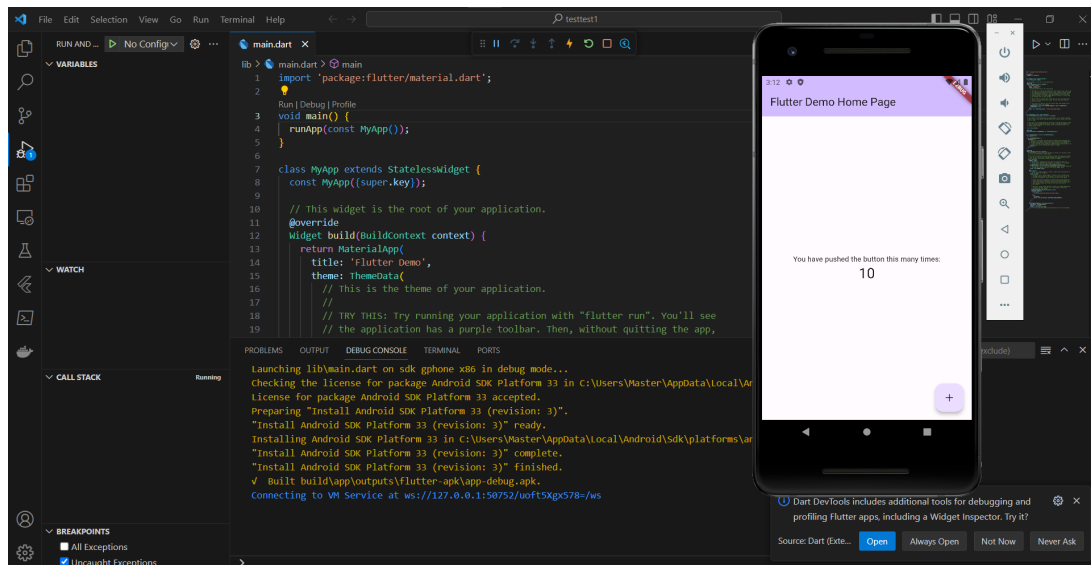 File Edit Selection View Go Run Terminal Help
testtest1
RUN AND ... No Config
main.dart
VARIABLES
lib > main.dart > main
1 import 'package:flutter/material.dart';
2
Run | Debug | Profile
3 void main() {
4 runApp(const MyApp());
5 }
6
7 class MyApp extends StatelessWidget {
8 const MyApp({super.key});
9
10 // This widget is the root of your application.
11 @override
12 Widget build(BuildContext context) {
13 return MaterialApp(
14 title: 'Flutter Demo',
15 theme: ThemeData(
16 // This is the theme of your application.
17 //
18 // TRY THIS: Try running your application with "flutter run". You'll see
19 // the application has a purple toolbar. Then, without quitting the app,
1
WATCH
CALL STACK Running
BREAKPOINTS
All Exceptions
Uncaught Exceptions
PROBLEMS OUTPUT DEBUG CONSOLE TERMINAL PORTS
exclude)
Launching lib\main.dart on sdk gphone x86 in debug mode...
Checking the license for package Android SDK Platform 33 in C:\Users\Master\AppData\Local\An
License for package Android SDK Platform 33 accepted.
Preparing "Install Android SDK Platform 33 (revision: 3)".
"Install Android SDK Platform 33 (revision: 3)" ready.
Installing Android SDK Platform 33 in C:\Users\Master\AppData\Local\Android\Sdk\platforms\an
"Install Android SDK Platform 33 (revision: 3)" complete.
"Install Android SDK Platform 33 (revision: 3)" finished.
√ Built build\app\outputs\flutter-apk\app-debug.apk.
Connecting to VM Service at ws://127.0.0.1:50752/uoft5Xgx578=/ws
3:12
DEBUG
Flutter Demo Home Page
You have pushed the button this many times:
10
+
Dart DevTools includes additional tools for debugging and
profiling Flutter apps, including a Widget Inspector. Try it?
Source: Dart (Exte...
Open
Always Open
Not Now
Never Ask